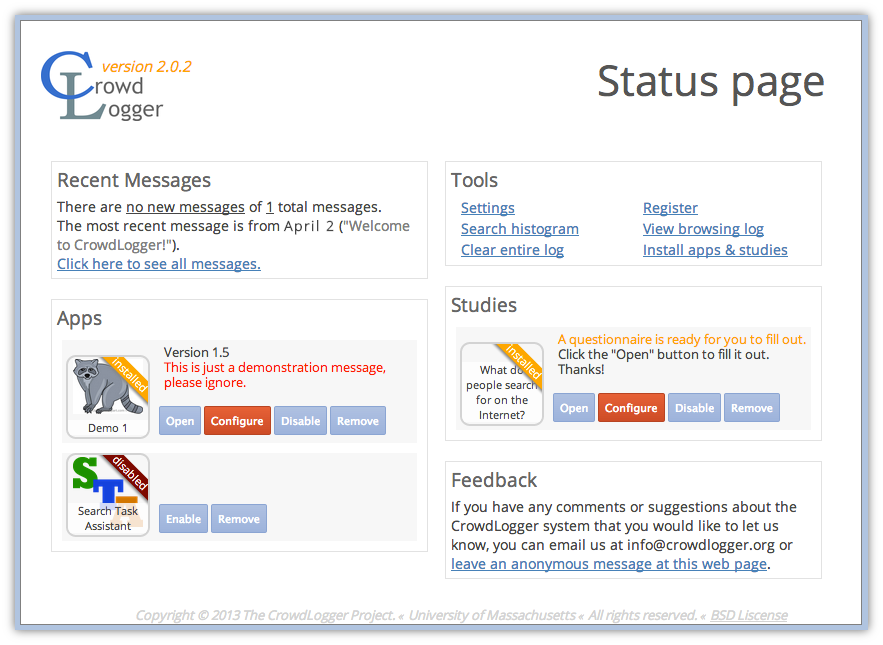 version 2.0.2
Crowd
Logger
Status page
Recent Messages
There are no new messages of 1 total messages.
The most recent message is from April 2 ("Welcome
to CrowdLogger!").
Click here to see all messages.
Tools
Settings
Register
Search histogram
View browsing log
Clear entire log
Install apps & studies
Apps
installed
Demo 1
Version 1.5
This is just a demonstration message,
please ignore.
Open Configure Disable Remove
disabled
STA
Search Task
Assistant
Enable Remove
Studies
installed
What do
people search
for on the
Internet?
A questionnaire is ready for you to fill out.
Click the "Open" button to fill it out.
Thanks!
Open Configure Disable Remove
Feedback
If you have any comments or suggestions about the
CrowdLogger system that you would like to let us
know, you can email us at info@crowdlogger.org or
leave an anonymous message at this web page.
Copyright © 2013 The CrowdLogger Project. « University of Massachusetts « All rights reserved. « BSD Liscense